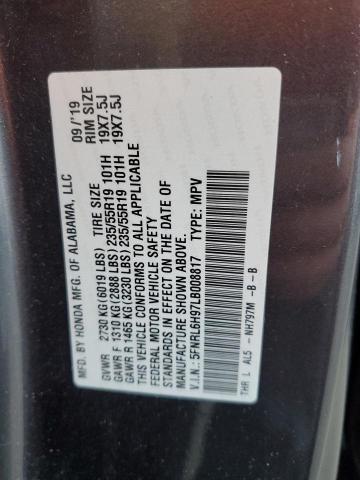 MFD. BY HONDA MFG. OF ALABAMA, LLC 09/'19
TIRE SIZE RIM SIZE
GVWR 2730 KG(6019 LBS)
GAWR F 1310 KG(2888 LBS)235/55R19 101H 19X7.5J
GAWR R 1465 KG(3230 LBS)235/55R19 101H 19X7.5J
THIS VEHICLE CONFORMS TO ALL APPLICABLE
FEDERAL MOTOR VEHICLE SAFETY
STANDARDS IN EFFECT ON THE DATE OF
MANUFACTURE SHOWN ABOVE.
V.I.N.: 5FNRL6H97LB008817 TYPE: MPV
THR L AL5 -NH797M -B -B